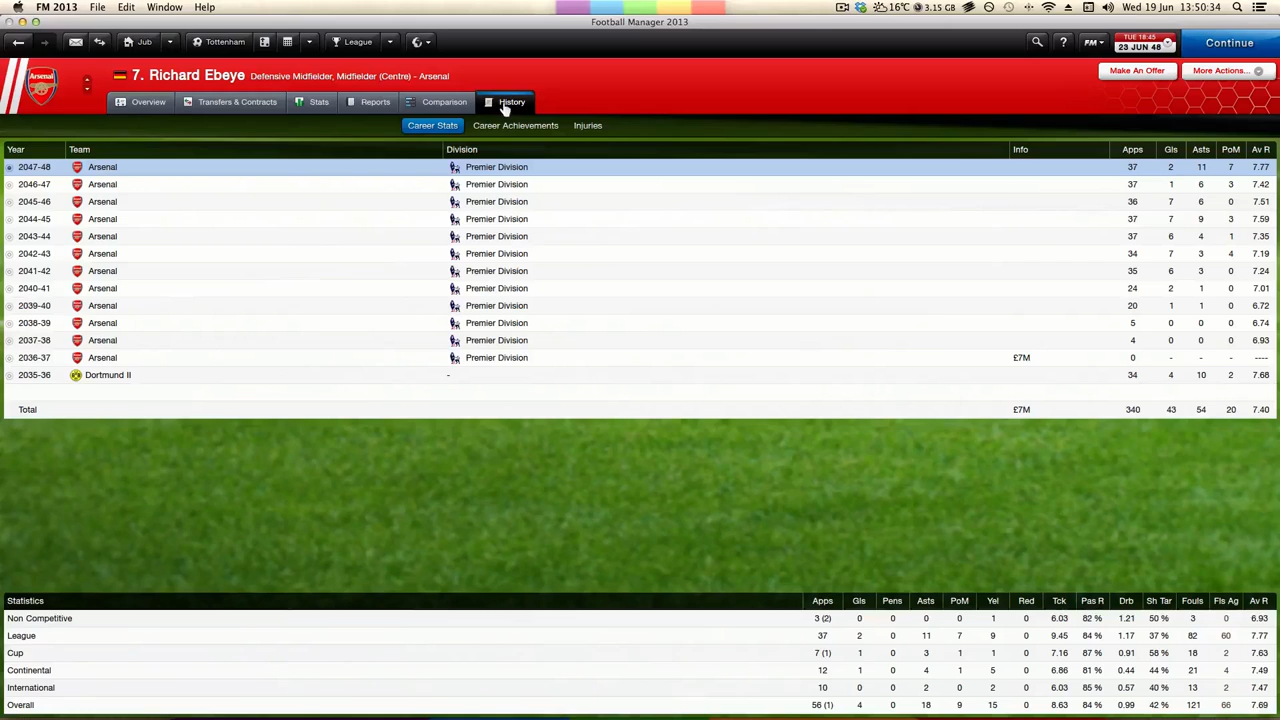 FM 2013 File Edit Window Help 16°C 3.15 GB Wed 19 Jun 13:50:34
Football Manager 2013
Job Tottenham League FM TUE 18:45 23 JUN 48 Continue
Arsenal 7. Richard Ebeye Defensive Midfielder, Midfielder (Centre) - Arsenal Make An Offer More Actions...
Overview Transfers & Contracts Stats Reports Comparison History
Career Stats Career Achievements Injuries
Year Team Division Info Apps Gls Asts PoM Av R
2047-48 Arsenal Premier Division 37 2 11 7 7.77
2046-47 Arsenal Premier Division 37 1 6 3 7.42
2045-46 Arsenal Premier Division 36 7 6 0 7.51
2044-45 Arsenal Premier Division 37 7 9 3 7.59
2043-44 Arsenal Premier Division 37 6 4 1 7.35
2042-43 Arsenal Premier Division 34 7 3 4 7.19
2041-42 Arsenal Premier Division 35 6 3 0 7.24
2040-41 Arsenal Premier Division 24 2 1 0 7.01
2039-40 Arsenal Premier Division 20 1 1 0 6.72
2038-39 Arsenal Premier Division 5 0 0 0 6.74
2037-38 Arsenal Premier Division 4 0 0 0 6.93
2036-37 Arsenal Premier Division £7M 0 - - - ----
2035-36 Dortmund II - 34 4 10 2 7.68
Total £7M 340 43 54 20 7.40
Statistics Apps Gls Pens Asts PoM Yel Red Tck Pas R Drb Sh Tar Fouls Fls Ag Av R
Non Competitive 3 (2) 0 0 0 0 1 0 6.03 82 % 1.21 50 % 3 0 6.93
League 37 2 0 11 7 9 0 9.45 84 % 1.17 37 % 82 60 7.77
Cup 7 (1) 1 0 3 1 1 0 7.16 87 % 0.91 58 % 18 2 7.63
Continental 12 1 0 4 1 5 0 6.86 81 % 0.44 44 % 21 4 7.49
International 10 0 0 2 0 2 0 6.03 85 % 0.57 40 % 13 2 7.47
Overall 56 (1) 4 0 18 9 15 0 8.63 84 % 0.99 42 % 121 66 7.69